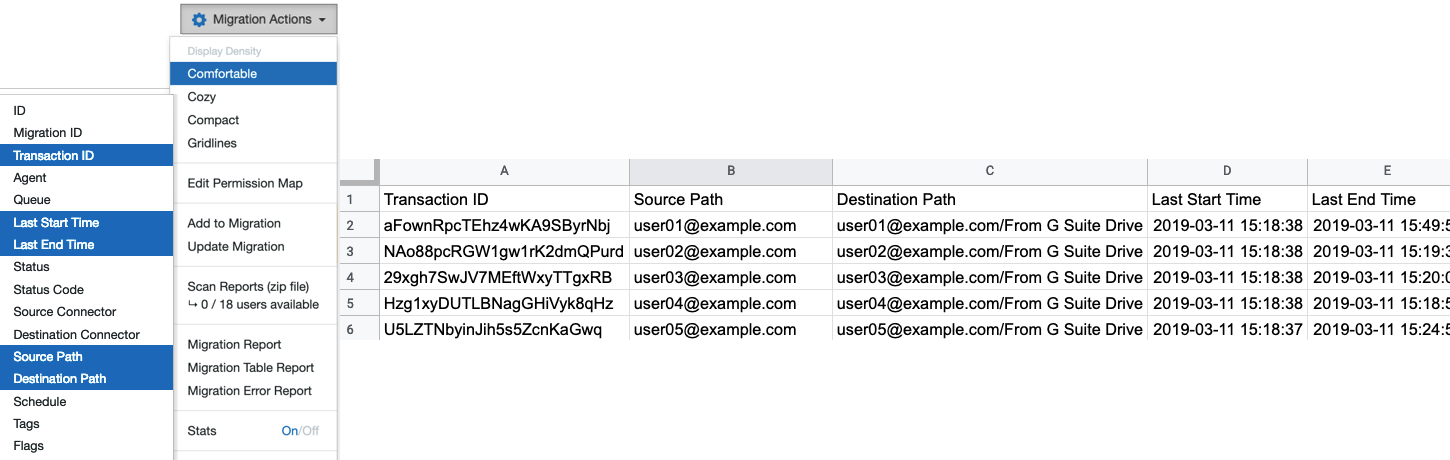 Migration Actions
Display Density
Comfortable
Cozy
Compact
Gridlines
Edit Permission Map
Add to Migration
Update Migration
Scan Reports (zip file)
↪ 0 / 18 users available
Migration Report
Migration Table Report
Migration Error Report
Stats On/Off
ID
Migration ID
Transaction ID
Agent
Queue
Last Start Time
Last End Time
Status
Status Code
Source Connector
Destination Connector
Source Path
Destination Path
Schedule
Tags
Flags
A B C D E
1 Transaction ID Source Path Destination Path Last Start Time Last End Time
2 aFownRpcTEhz4wKA9SByrNbj user01@example.com user01@example.com/From G Suite Drive 2019-03-11 15:18:38 2019-03-11 15:49:5
3 NAo88pcRGW1gw1rK2dmQPurd user02@example.com user02@example.com/From G Suite Drive 2019-03-11 15:18:38 2019-03-11 15:19:3
4 29xgh7SwJV7MEftWxyTTgxRB user03@example.com user03@example.com/From G Suite Drive 2019-03-11 15:18:38 2019-03-11 15:20:0
5 Hzg1xyDUTLBNagGHiVyk8qHz user04@example.com user04@example.com/From G Suite Drive 2019-03-11 15:18:38 2019-03-11 15:18:5
6 U5LZTNbyinJih5s5ZcnKaGwq user05@example.com user05@example.com/From G Suite Drive 2019-03-11 15:18:37 2019-03-11 15:24:5